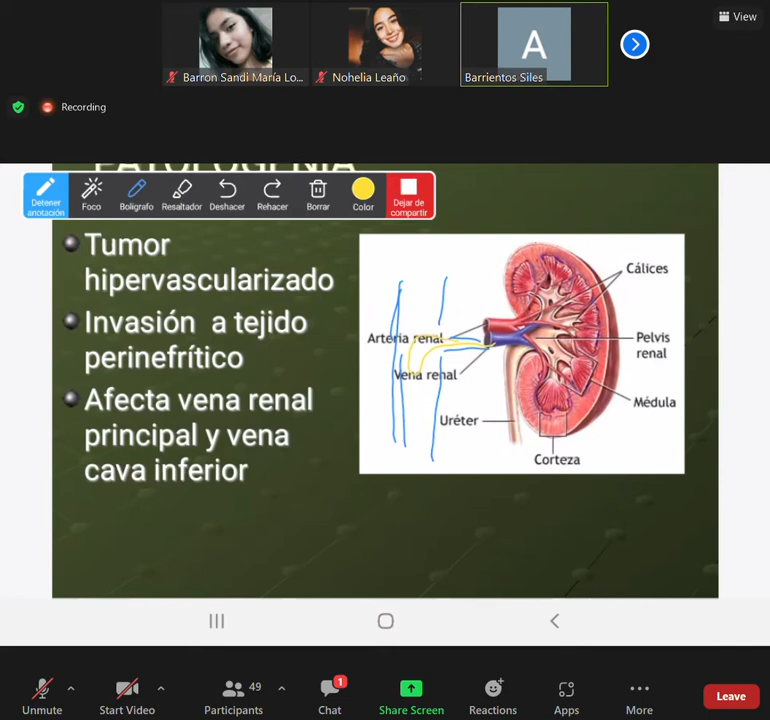 View
Barron Sandi María Lo...
Nohelia Leaño
A
Barrientos Siles
Recording
PATOGENIA
Detener anotación
Foco
Bolígrafo
Resaltador
Deshacer
Rehacer
Borrar
Color
Dejar de compartir
Tumor
hipervascularizado
Invasión a tejido
perinefrítico
Afecta vena renal
principal y vena
cava inferior
Cálices
Arteria renal
Pelvis
renal
Vena renal
Médula
Uréter
Corteza
Unmute
Start Video
49
Participants
1
Chat
Share Screen
Reactions
Apps
More
Leave